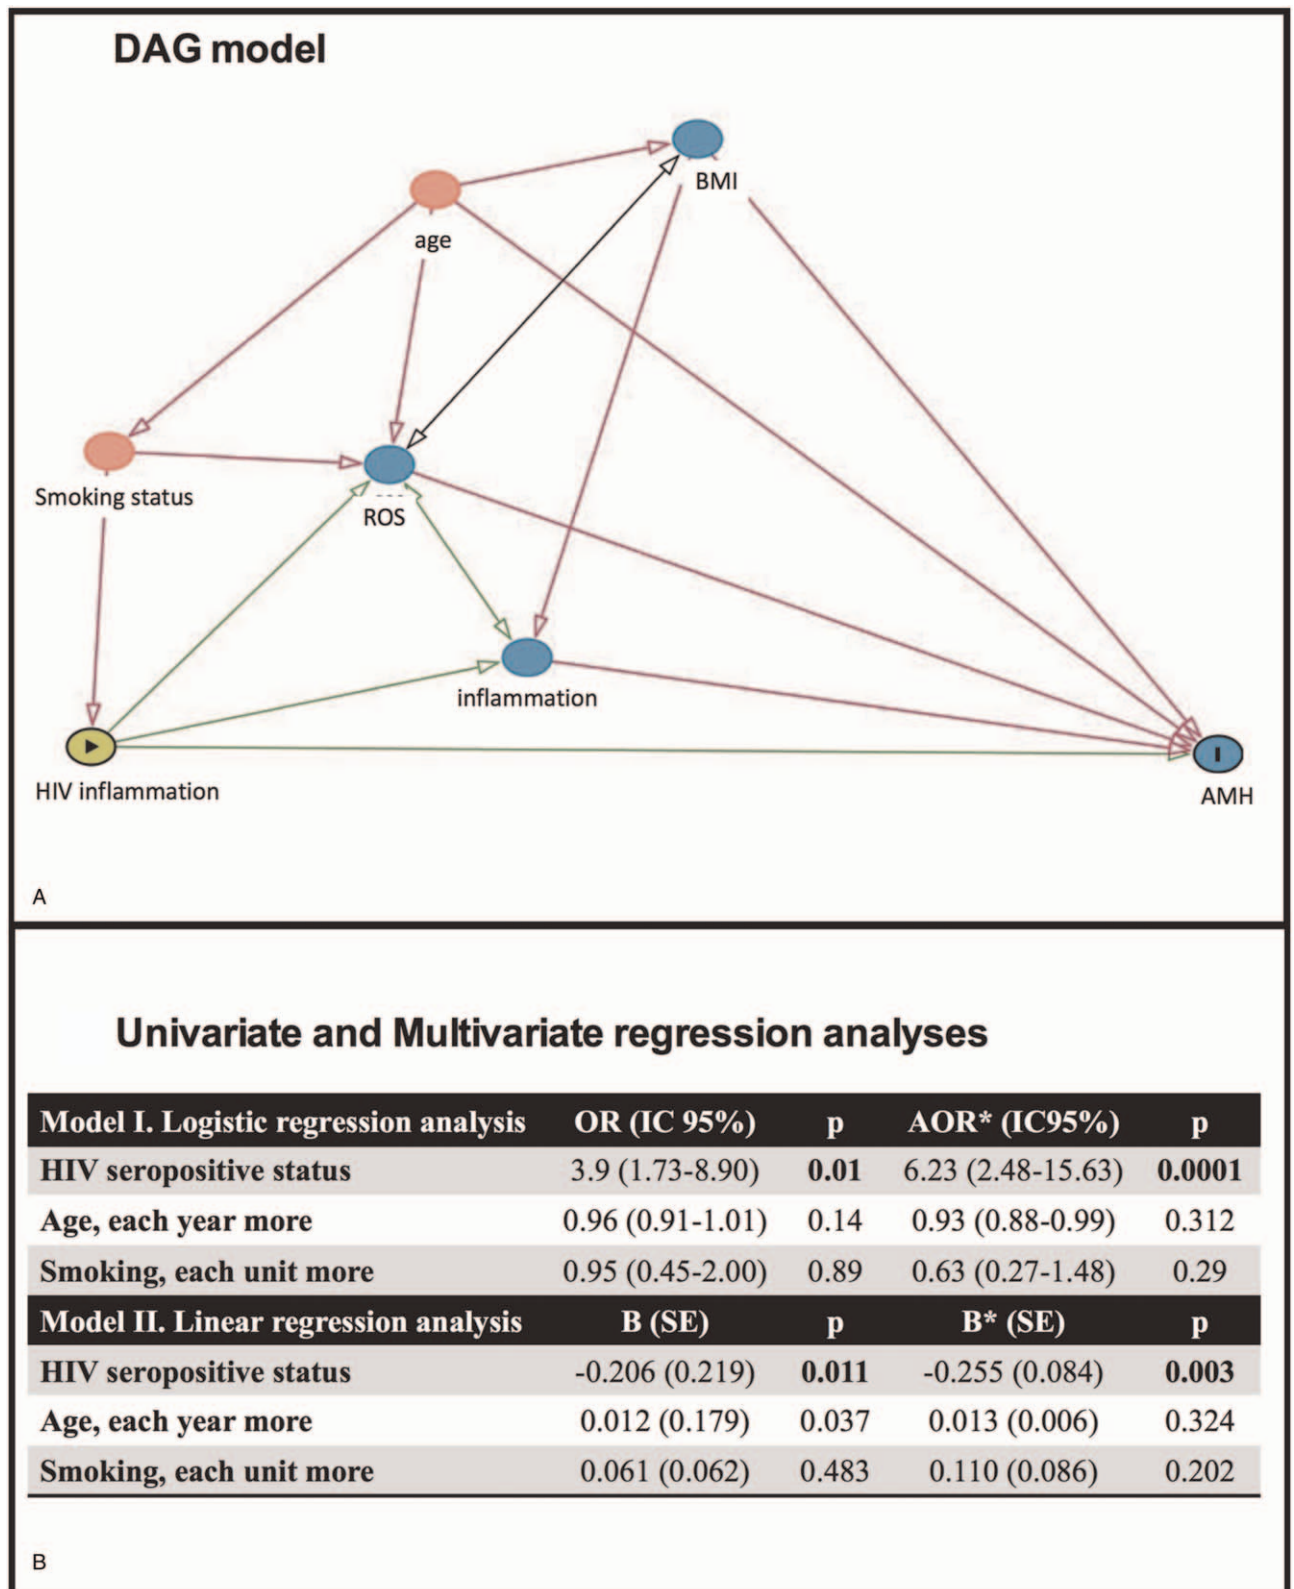 DAG model
BMI
age
Smoking status
ROS
inflammation
HIV inflammation
AMH
A
Univariate and Multivariate regression analyses
Model I. Logistic regression analysis OR (IC 95%) p AOR* (IC95%) p
HIV seropositive status 3.9 (1.73-8.90) 0.01 6.23 (2.48-15.63) 0.0001
Age, each year more 0.96 (0.91-1.01) 0.14 0.93 (0.88-0.99) 0.312
Smoking, each unit more 0.95 (0.45-2.00) 0.89 0.63 (0.27-1.48) 0.29
Model II. Linear regression analysis B (SE) p B* (SE) p
HIV seropositive status -0.206 (0.219) 0.011 -0.255 (0.084) 0.003
Age, each year more 0.012 (0.179) 0.037 0.013 (0.006) 0.324
Smoking, each unit more 0.061 (0.062) 0.483 0.110 (0.086) 0.202
B